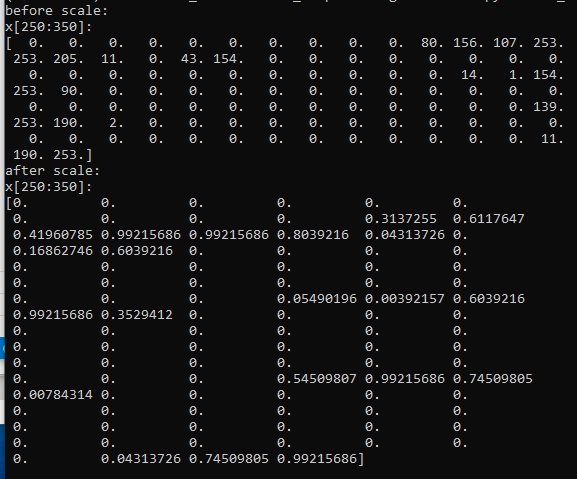 before scale:
x[250:350]:
[  0.   0.   0.   0.   0.   0.   0.   0.   0.   0.  80. 156. 107. 253.
 253. 205.  11.   0.  43. 154.   0.   0.   0.   0.   0.   0.   0.   0.
   0.   0.   0.   0.   0.   0.   0.   0.   0.   0.   0.  14.   1. 154.
 253.  90.   0.   0.   0.   0.   0.   0.   0.   0.   0.   0.   0.   0.
   0.   0.   0.   0.   0.   0.   0.   0.   0.   0.   0.   0.   0. 139.
 253. 190.   2.   0.   0.   0.   0.   0.   0.   0.   0.   0.   0.   0.
   0.   0.   0.   0.   0.   0.   0.   0.   0.   0.   0.   0.   0.  11.
 190. 253.]
after scale:
x[250:350]:
[0.         0.         0.         0.         0.         0.
 0.         0.         0.         0.         0.3137255  0.6117647
 0.41960785 0.99215686 0.99215686 0.8039216  0.04313726 0.
 0.16862746 0.6039216  0.         0.         0.         0.
 0.         0.         0.         0.         0.         0.
 0.         0.         0.         0.         0.         0.
 0.         0.         0.         0.05490196 0.00392157 0.6039216
 0.99215686 0.3529412  0.         0.         0.         0.
 0.         0.         0.         0.         0.         0.
 0.         0.         0.         0.         0.         0.
 0.         0.         0.         0.         0.         0.
 0.         0.         0.         0.54509807 0.99215686 0.74509805
 0.00784314 0.         0.         0.         0.         0.
 0.         0.         0.         0.         0.         0.
 0.         0.         0.         0.         0.         0.
 0.         0.         0.         0.         0.         0.
 0.         0.04313726 0.74509805 0.99215686]